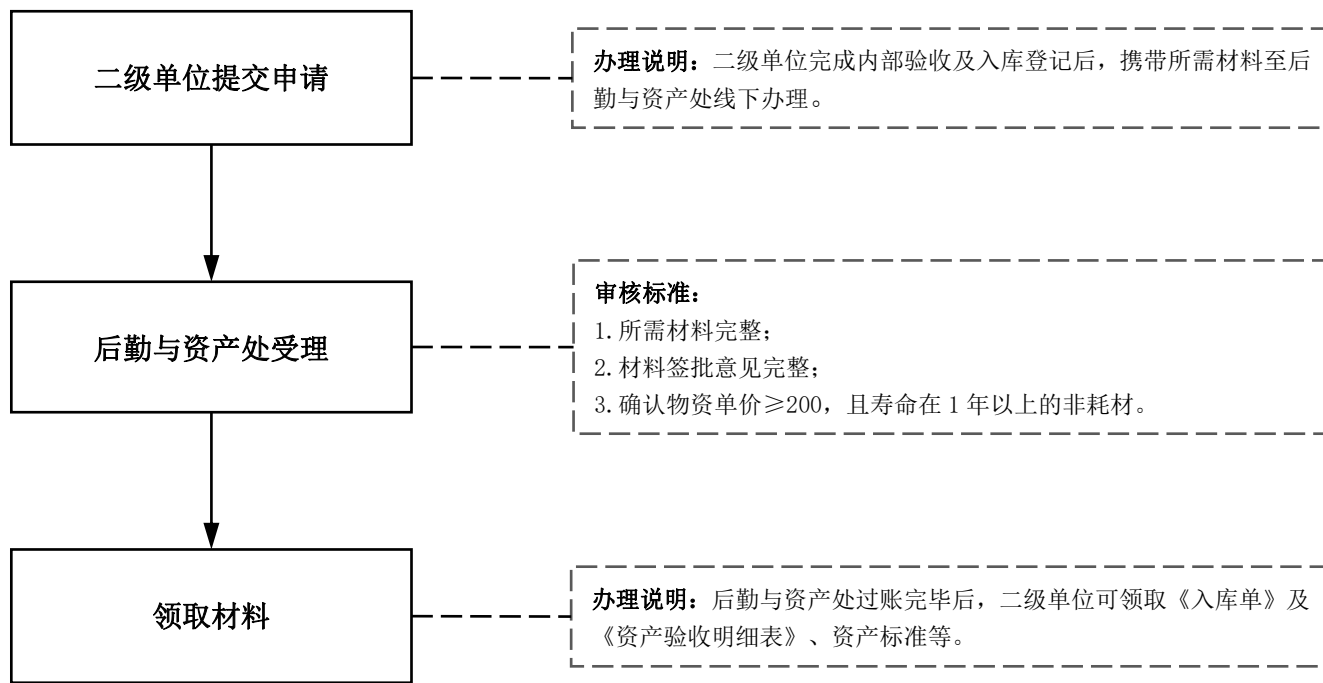 二级单位提交申请
办理说明：二级单位完成内部验收及入库登记后，携带所需材料至后
勤与资产处线下办理。
后勤与资产处受理
审核标准：
1.所需材料完整；
2.材料签批意见完整；
3.确认物资单价≥200，且寿命在 1 年以上的非耗材。
领取材料
办理说明：后勤与资产处过账完毕后，二级单位可领取《入库单》及
《资产验收明细表》、资产标准等。